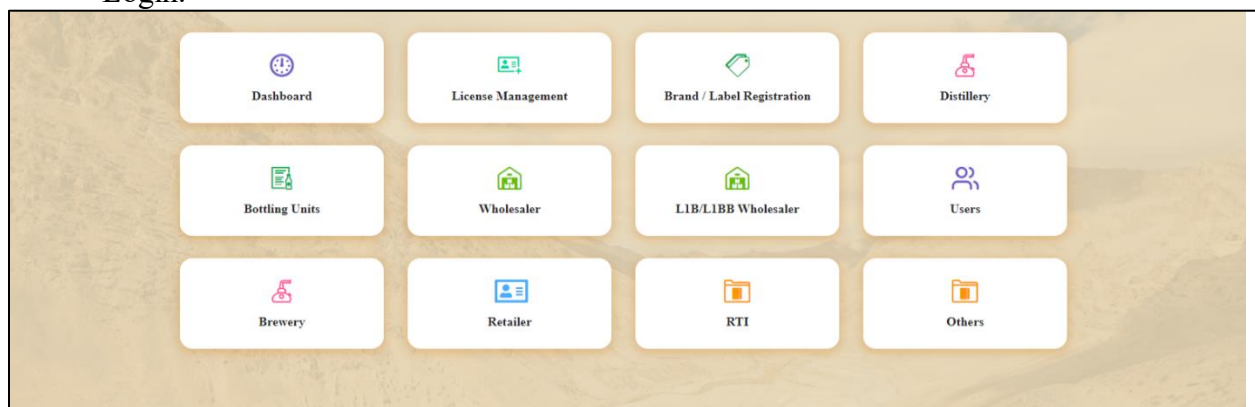 Login.
Dashboard
License Management
Brand / Label Registration
Distillery
Bottling Units
Wholesaler
L1B/L1BB Wholesaler
Users
Brewery
Retailer
RTI
Others